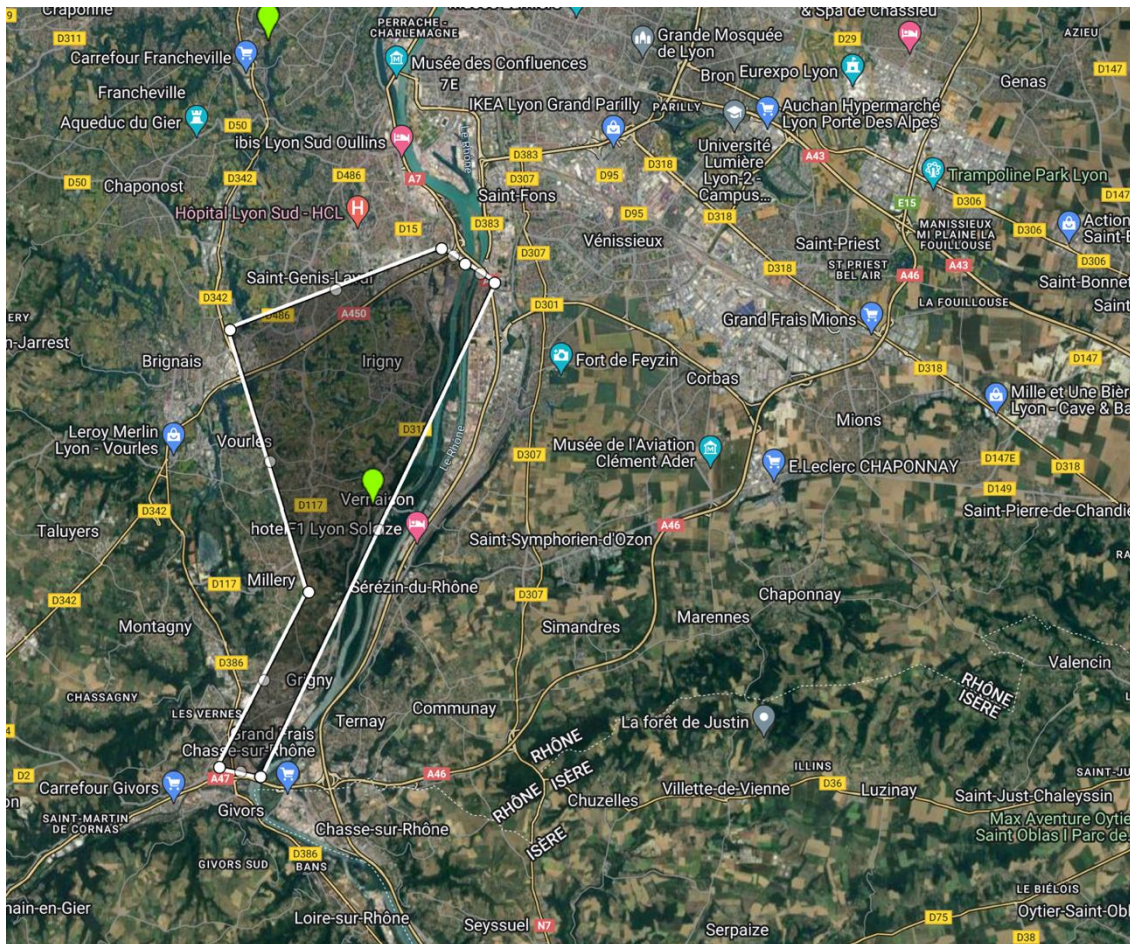 Craponne
D311
Carrefour Francheville
PERRACHE -
CHARLEMAGNE
Musée des Confluences
7E
Grande Mosquée
de Lyon
Bron
Eurexpo Lyon
& Spa de Chassieu
D29
AZIEU
Genas
D147
Francheville
Aqueduc du Gier
D50
ibis Lyon Sud Oullins
IKEA Lyon Grand Parilly
PARILLY
Auchan Hypermarché
Lyon Porte Des Alpes
Le Rhône
D383
D318
Université
Lumière
Lyon-2 -
Campus...
A43
D50
Chaponost
D342
D486
A7
D307
D95
Trampoline Park Lyon
D306
D147
Saint-Fons
E15
Hôpital Lyon Sud - HCL
D15
D383
D95
D318
MANISSIEUX
MI PLAINE LA
FOUILLOUSE
D306
Action
Saint-B
D307
Vénissieux
Saint-Priest
ST PRIEST
BEL AIR
A46
A43
D306
D318
Saint-Bonnet
Saint-Genis-Laval
D342
D486
A450
D301
LA FOUILLOUSE
Grand Frais Mions
n-Jarrest
Brignais
Irigny
Fort de Feyzin
Corbas
D318
D147
Mille et Une Biè
Lyon - Cave & Ba
Leroy Merlin
Lyon - Vourles
Vourles
Le Rhône
D307
Musée de l'Aviation
Clément Ader
Mions
E.Leclerc CHAPONNAY
D147E
D318
D149
Vernaison
D117
D342
Saint-Pierre-de-Chandie
Taluyers
hotelF1 Lyon Solaize
Saint-Symphorien-d'Ozon
A46
D117
Millery
Sérézin-du-Rhône
D342
D307
Chaponnay
Montagny
Simandres
Marennes
D386
Valencin
CHASSAGNY
Grigny
RHÔNE
ISÈRE
LES VERNES
Ternay
Communay
La forêt de Justin
Grand Frais
Chasse-sur-Rhône
RHÔNE
ISÈRE
D2
A47
A46
ILLINS
Carrefour Givors
Givors
RHÔNE
ISÈRE
Chuzelles
Villette-de-Vienne
D36
Luzinay
Saint-Just-Chaleyssin
SAINT-MARTIN
DE CORNAS
Chasse-sur-Rhône
Max Aventure Oytie
Saint Oblas I Parc de...
GIVORS SUD
D386
BANS
LE BIÉLOIS
Loire-sur-Rhône
Seyssuel
N7
Serpaize
D75
D38
Oytier-Saint-Obl